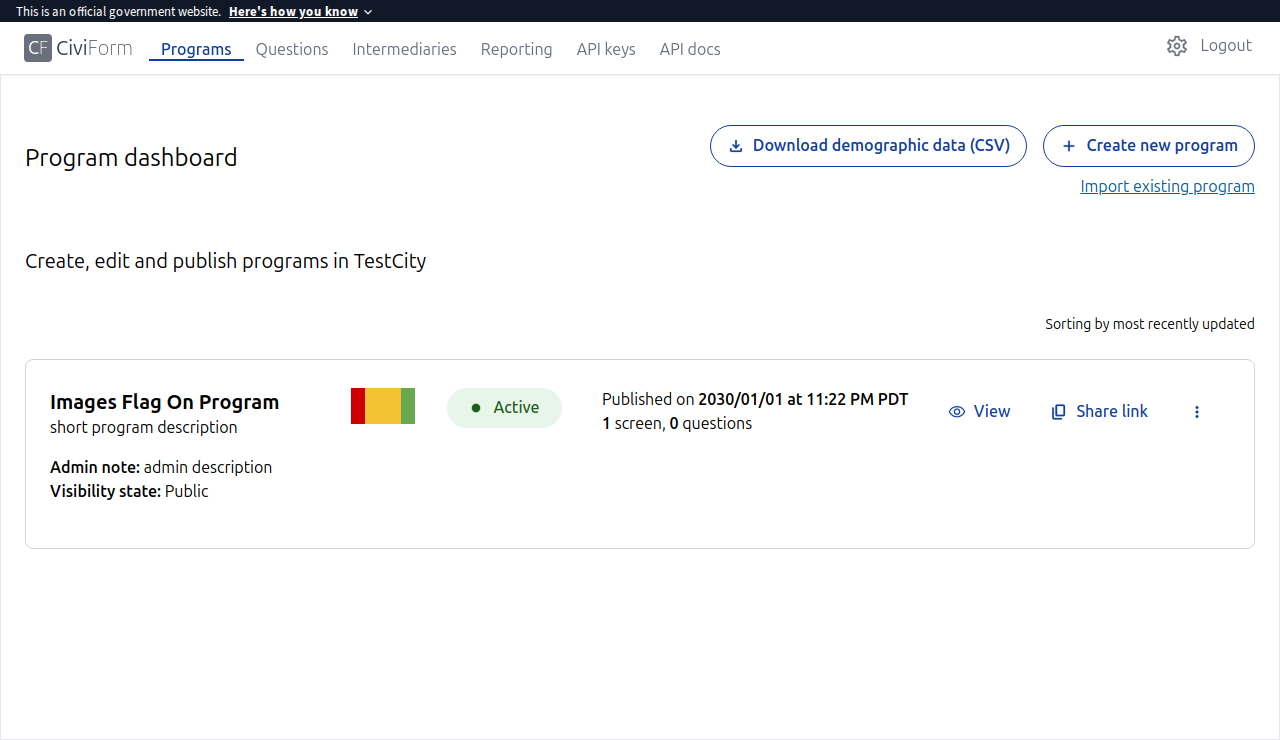 This is an official government website. Here's how you know
CF CiviForm Programs Questions Intermediaries Reporting API keys API docs Logout
Program dashboard
Download demographic data (CSV)
Create new program
Import existing program
Create, edit and publish programs in TestCity
Sorting by most recently updated
Images Flag On Program
short program description
Admin note: admin description
Visibility state: Public
Active
Published on 2030/01/01 at 11:22 PM PDT
1 screen, 0 questions
View
Share link